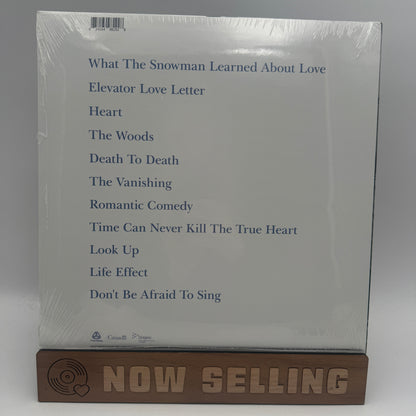 What The Snowman Learned About Love
Elevator Love Letter
Heart
The Woods
Death To Death
The Vanishing
Romantic Comedy
Time Can Never Kill The True Heart
Look Up
Life Effect
Don't Be Afraid To Sing
Canada
NOW SELLING